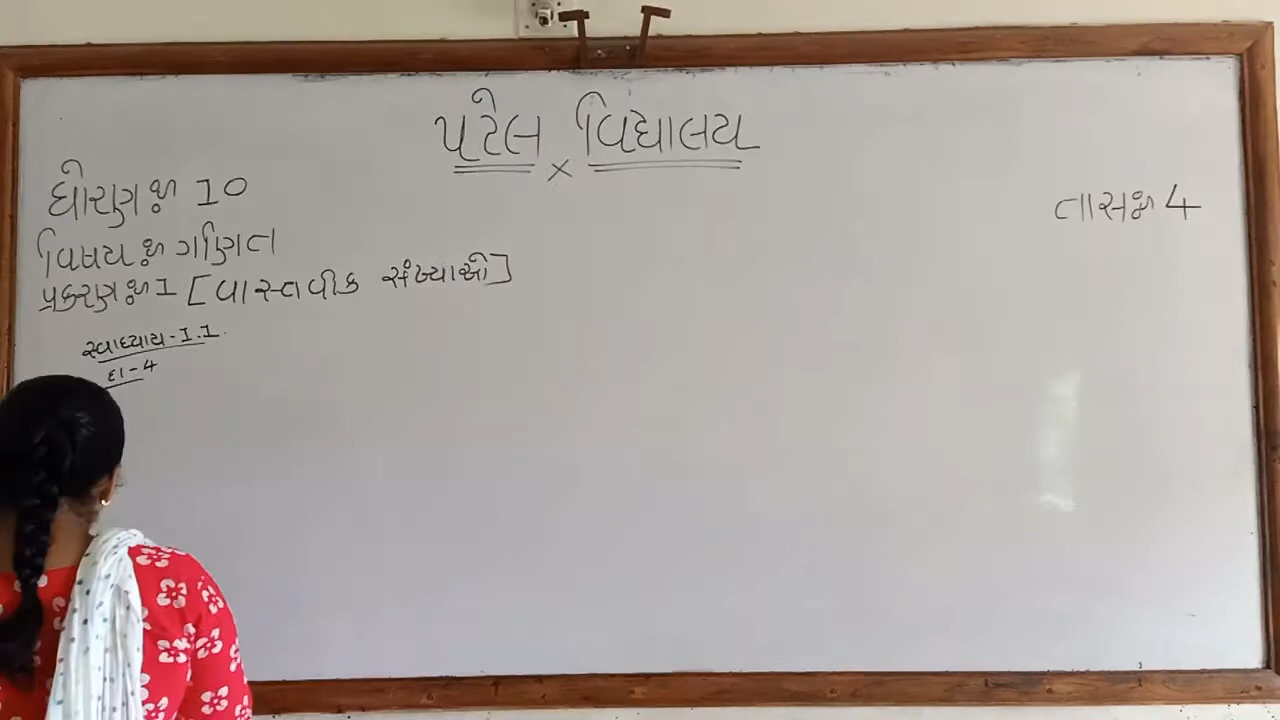 પટેલ વિદ્યાલય
ધોરણ ઃ 10
તાસ ઃ 4
વિષય ઃ ગણિત
પ્રકરણ ઃ 1 [વાસ્તવીક સંખ્યાઓ]
સ્વાધ્યાય - 1.1.
દા - 4